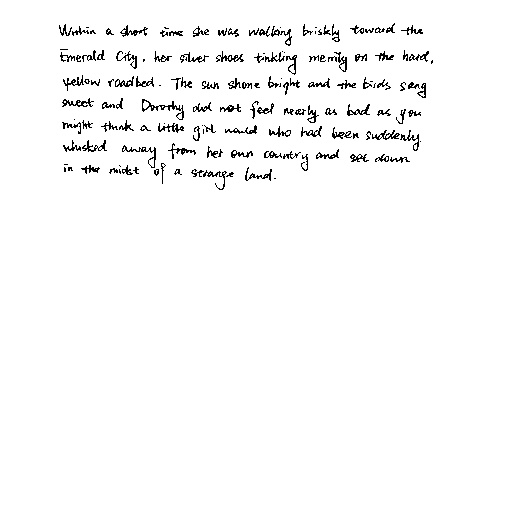 Within a short time she was walking briskly toward the
Emerald City, her silver shoes tinkling merrily on the hard,
yellow roadbed. The sun shone bright and the birds sang
sweet and Dorothy did not feel nearly as bad as you
might think a little girl would who had been suddenly
whisked away from her own country and set down
in the midst of a strange land.